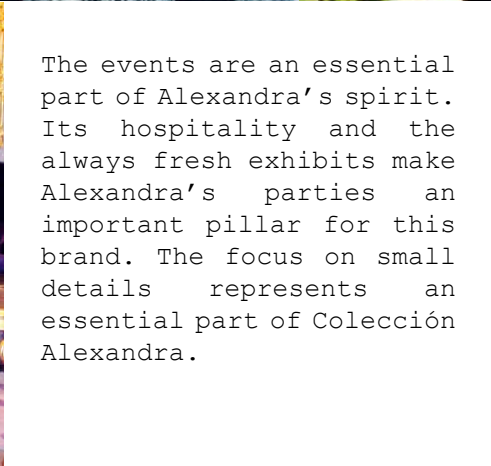 The events are an essential
part of Alexandra’s spirit.
Its hospitality and the
always fresh exhibits make
Alexandra’s parties an
important pillar for this
brand. The focus on small
details represents an
essential part of Colección
Alexandra.